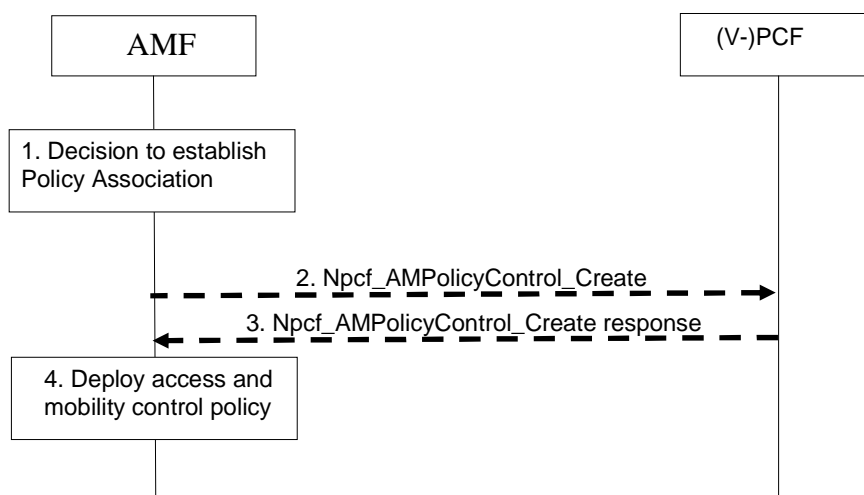 AMF
(V-)PCF
1. Decision to establish
Policy Association
2. Npcf_AMPolicyControl_Create
3. Npcf_AMPolicyControl_Create response
4. Deploy access and
mobility control policy